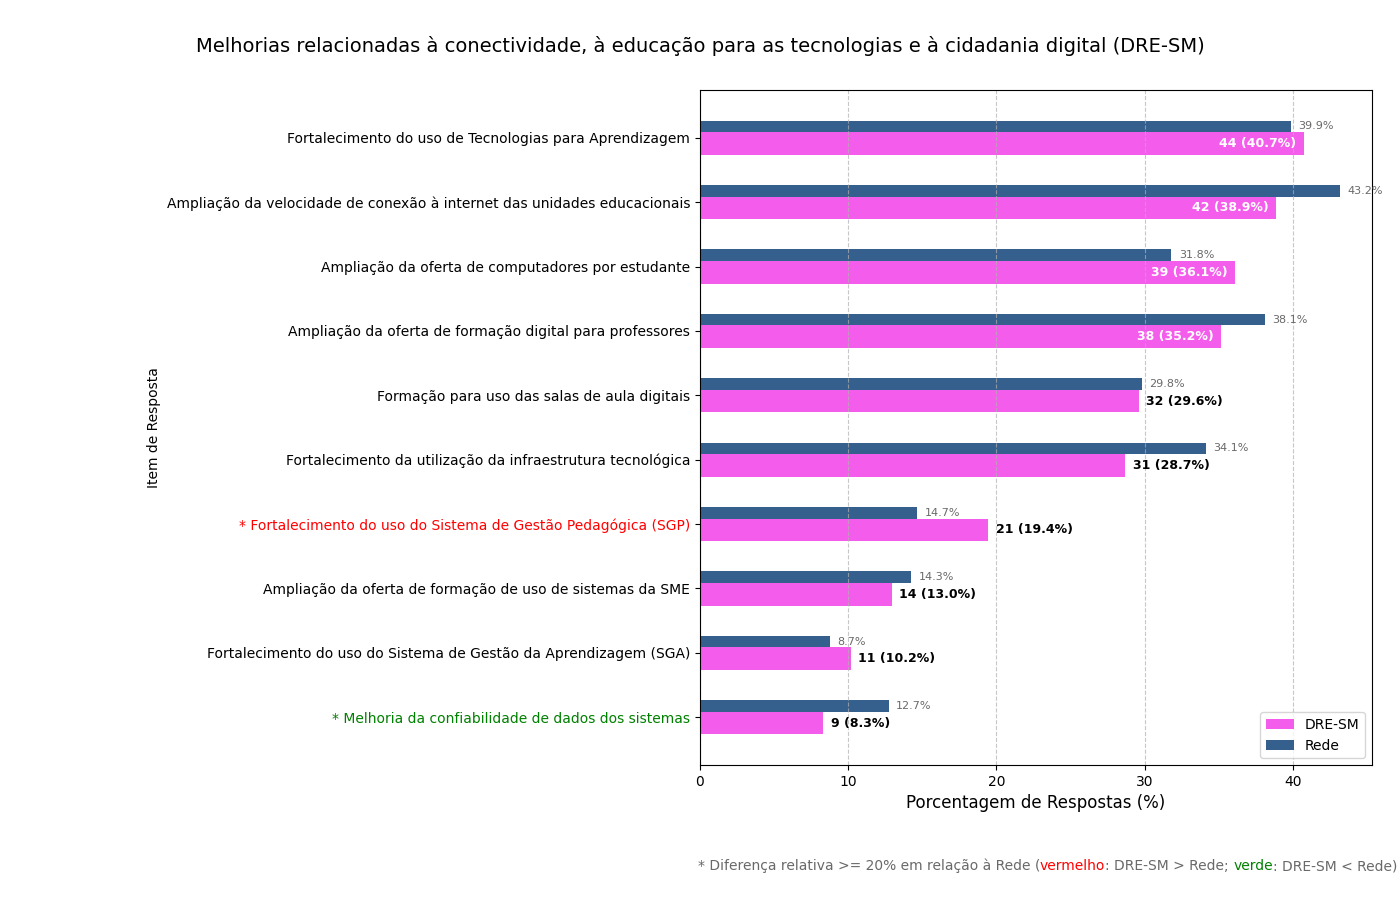 Melhorias relacionadas à conectividade, à educação para as tecnologias e à cidadania digital (DRE-SM)
Item de Resposta
Fortalecimento do uso de Tecnologias para Aprendizagem
39.9%
44 (40.7%)
Ampliação da velocidade de conexão à internet das unidades educacionais
43.2%
42 (38.9%)
Ampliação da oferta de computadores por estudante
31.8%
39 (36.1%)
Ampliação da oferta de formação digital para professores
38.1%
38 (35.2%)
Formação para uso das salas de aula digitais
29.8%
32 (29.6%)
Fortalecimento da utilização da infraestrutura tecnológica
34.1%
31 (28.7%)
* Fortalecimento do uso do Sistema de Gestão Pedagógica (SGP)
14.7%
21 (19.4%)
Ampliação da oferta de formação de uso de sistemas da SME
14.3%
14 (13.0%)
Fortalecimento do uso do Sistema de Gestão da Aprendizagem (SGA)
8.7%
11 (10.2%)
* Melhoria da confiabilidade de dados dos sistemas
12.7%
9 (8.3%)
DRE-SM
Rede
0 10 20 30 40
Porcentagem de Respostas (%)
* Diferença relativa >= 20% em relação à Rede (vermelho: DRE-SM > Rede; verde: DRE-SM < Rede)